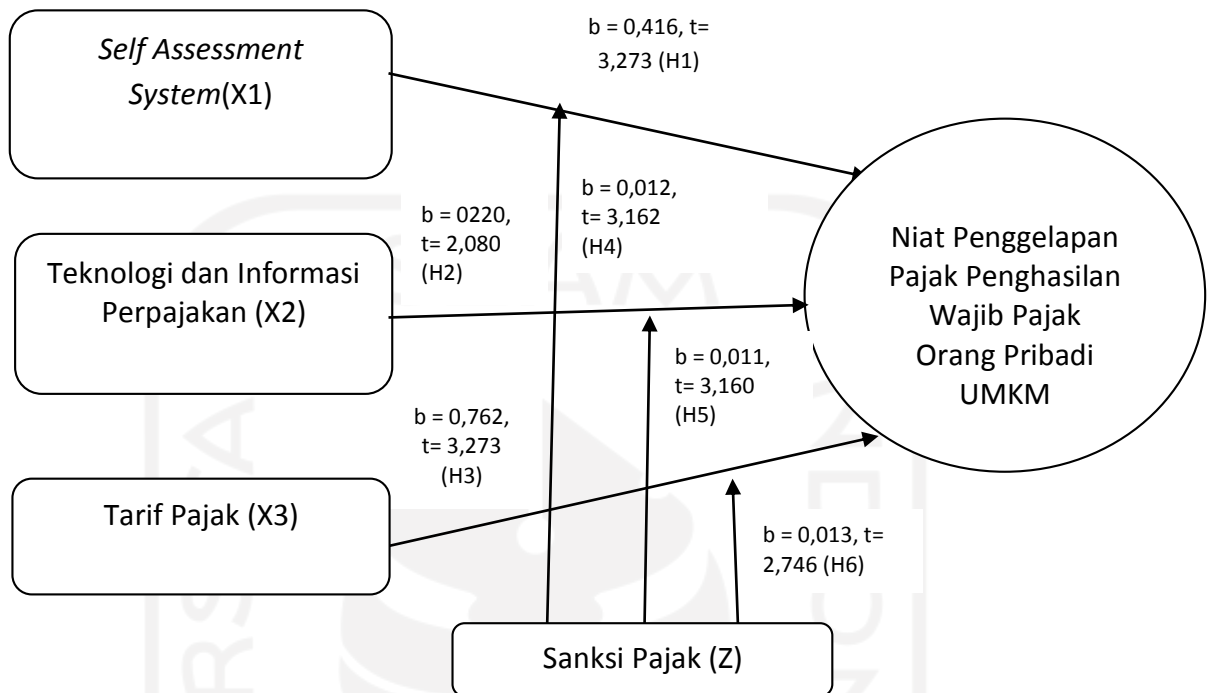 Self Assessment
System(X1)
b = 0,416, t=
3,273 (H1)
b = 0,012,
t= 3,162
(H4)
b = 0220,
t= 2,080
(H2)
Teknologi dan Informasi
Perpajakan (X2)
Niat Penggelapan
Pajak Penghasilan
Wajib Pajak
Orang Pribadi
UMKM
b = 0,011,
t= 3,160
(H5)
b = 0,762,
t= 3,273
(H3)
Tarif Pajak (X3)
b = 0,013, t=
2,746 (H6)
Sanksi Pajak (Z)